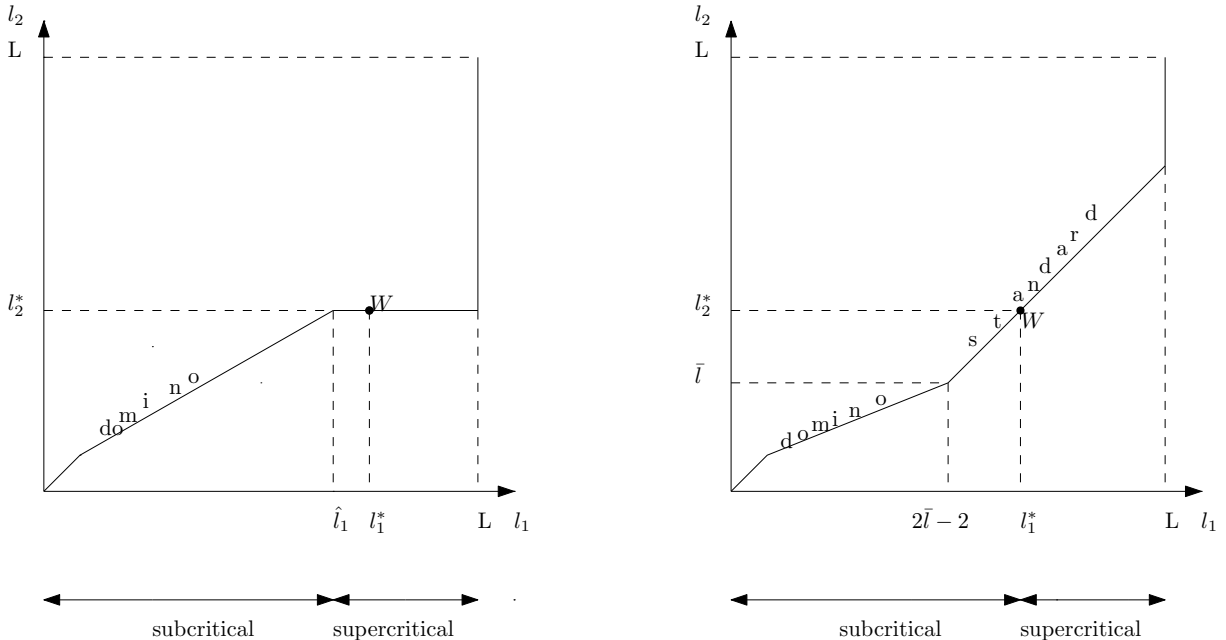 l₂
L
l₂*
W
domino
l̂₁ l₁* L l₁
subcritical supercritical
l₂
L
l₂*
l̄
W
standard
domino
2l̄ − 2 l₁* L l₁
subcritical supercritical